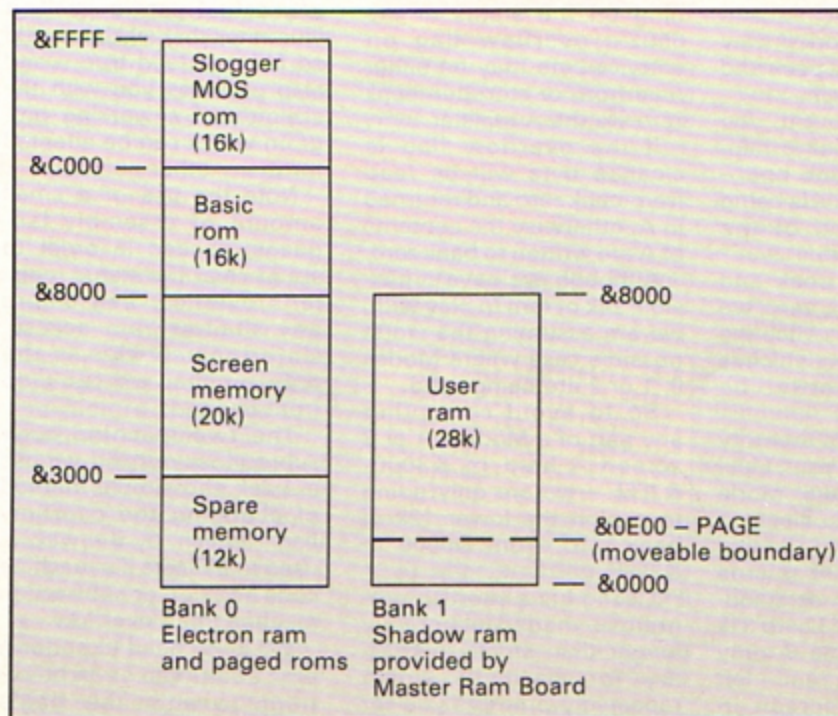 &FFFF
Slogger
MOS
rom
(16k)
&C000
Basic
rom
(16k)
&8000
Screen
memory
(20k)
&3000
Spare
memory
(12k)
Bank 0
Electron ram
and paged roms
&8000
User
ram
(28k)
&0E00 – PAGE
(moveable boundary)
&0000
Bank 1
Shadow ram
provided by
Master Ram Board